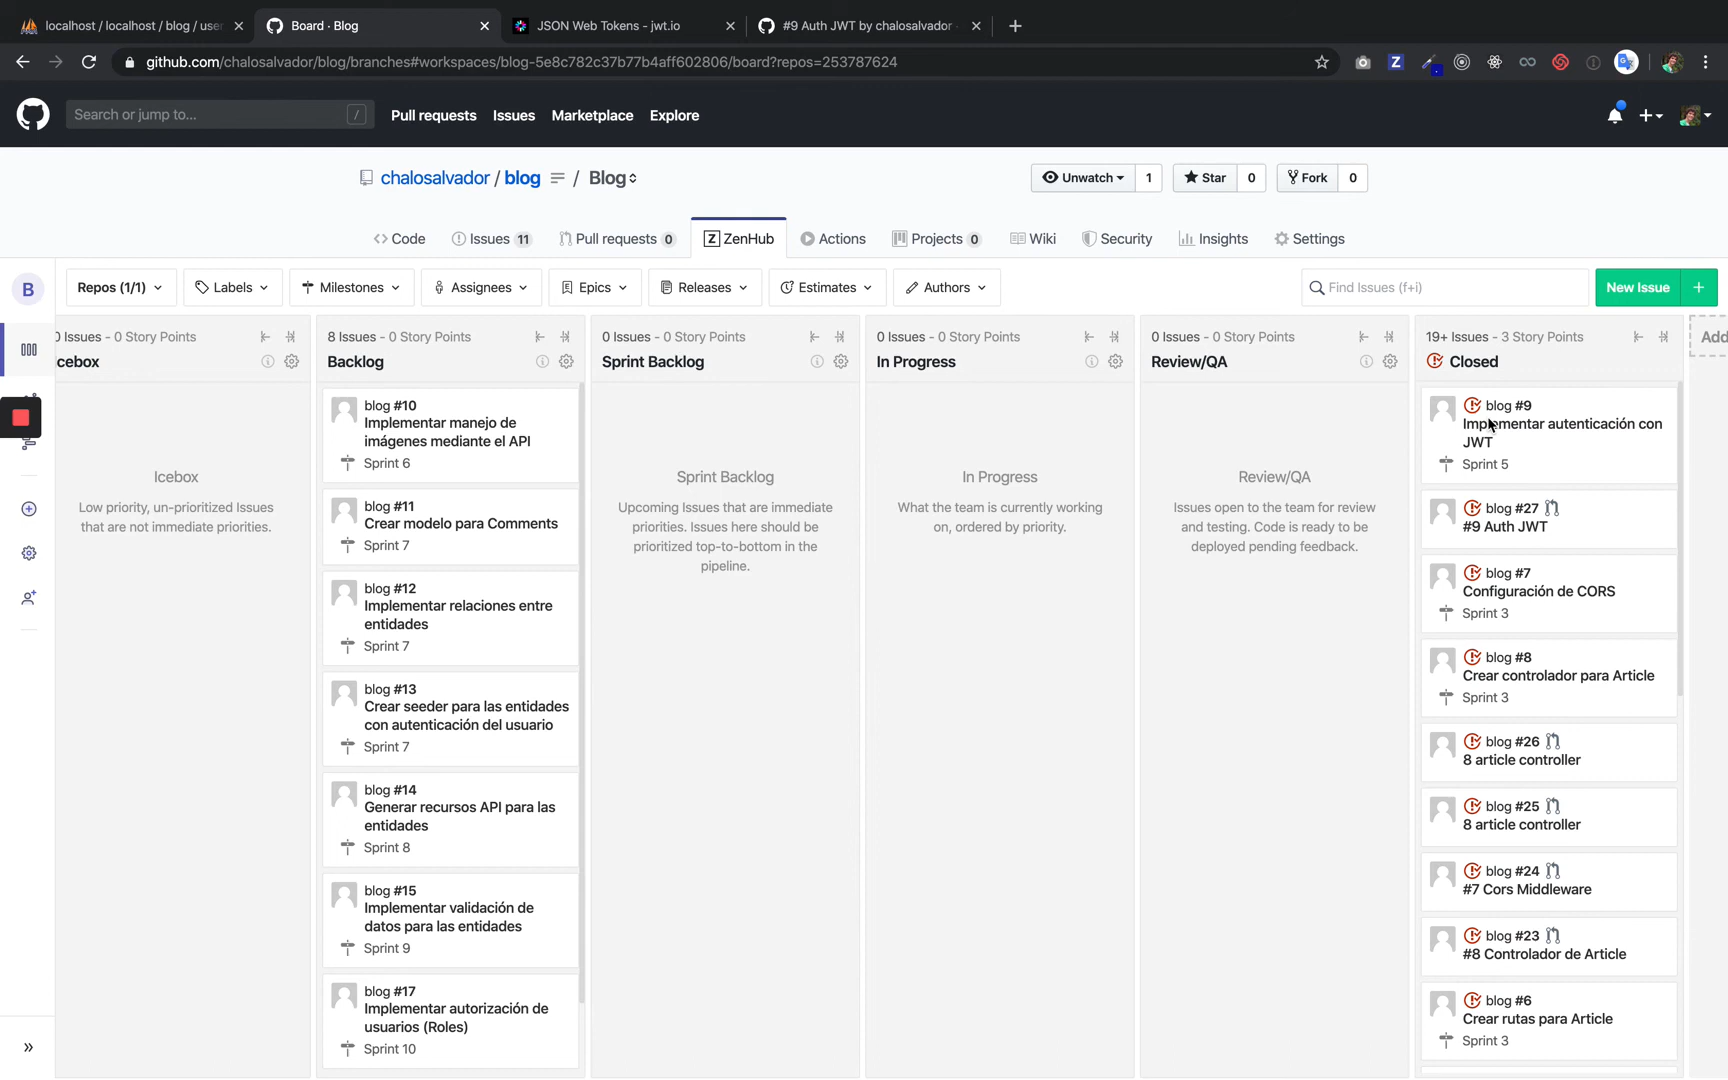 localhost / localhost / blog / use
Board · Blog
JSON Web Tokens - jwt.io
#9 Auth JWT by chalosalvador ·
github.com/chalosalvador/blog/branches#workspaces/blog-5e8c782c37b77b4aff602806/board?repos=253787624
Search or jump to...
/
Pull requests
Issues
Marketplace
Explore
chalosalvador / blog / Blog
Unwatch 1
Star 0
Fork 0
Code
Issues 11
Pull requests 0
ZenHub
Actions
Projects 0
Wiki
Security
Insights
Settings
B
Repos (1/1)
Labels
Milestones
Assignees
Epics
Releases
Estimates
Authors
Find Issues (f+i)
New Issue
+
0 Issues - 0 Story Points
cebox
Icebox
Low priority, un-prioritized Issues
that are not immediate priorities.
8 Issues - 0 Story Points
Backlog
blog #10
Implementar manejo de
imágenes mediante el API
Sprint 6
blog #11
Crear modelo para Comments
Sprint 7
blog #12
Implementar relaciones entre
entidades
Sprint 7
blog #13
Crear seeder para las entidades
con autenticación del usuario
Sprint 7
blog #14
Generar recursos API para las
entidades
Sprint 8
blog #15
Implementar validación de
datos para las entidades
Sprint 9
blog #17
Implementar autorización de
usuarios (Roles)
Sprint 10
0 Issues - 0 Story Points
Sprint Backlog
Sprint Backlog
Upcoming Issues that are immediate
priorities. Issues here should be
prioritized top-to-bottom in the
pipeline.
0 Issues - 0 Story Points
In Progress
In Progress
What the team is currently working
on, ordered by priority.
0 Issues - 0 Story Points
Review/QA
Review/QA
Issues open to the team for review
and testing. Code is ready to be
deployed pending feedback.
19+ Issues - 3 Story Points
Closed
blog #9
Implementar autenticación con
JWT
Sprint 5
blog #27
#9 Auth JWT
blog #7
Configuración de CORS
Sprint 3
blog #8
Crear controlador para Article
Sprint 3
blog #26
8 article controller
blog #25
8 article controller
blog #24
#7 Cors Middleware
blog #23
#8 Controlador de Article
blog #6
Crear rutas para Article
Sprint 3
Add